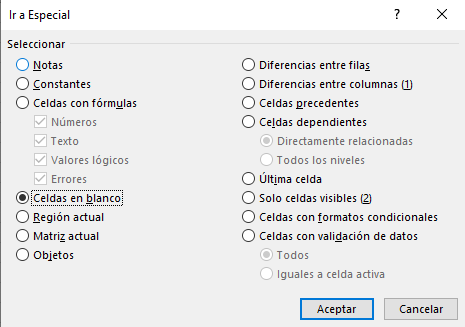 Ir a Especial
?
Seleccionar
Notas
Constantes
Celdas con fórmulas
Números
Texto
Valores lógicos
Errores
Celdas en blanco
Región actual
Matriz actual
Objetos
Diferencias entre filas
Diferencias entre columnas (1)
Celdas precedentes
Celdas dependientes
Directamente relacionadas
Todos los niveles
Última celda
Solo celdas visibles (2)
Celdas con formatos condicionales
Celdas con validación de datos
Todos
Iguales a celda activa
Aceptar
Cancelar